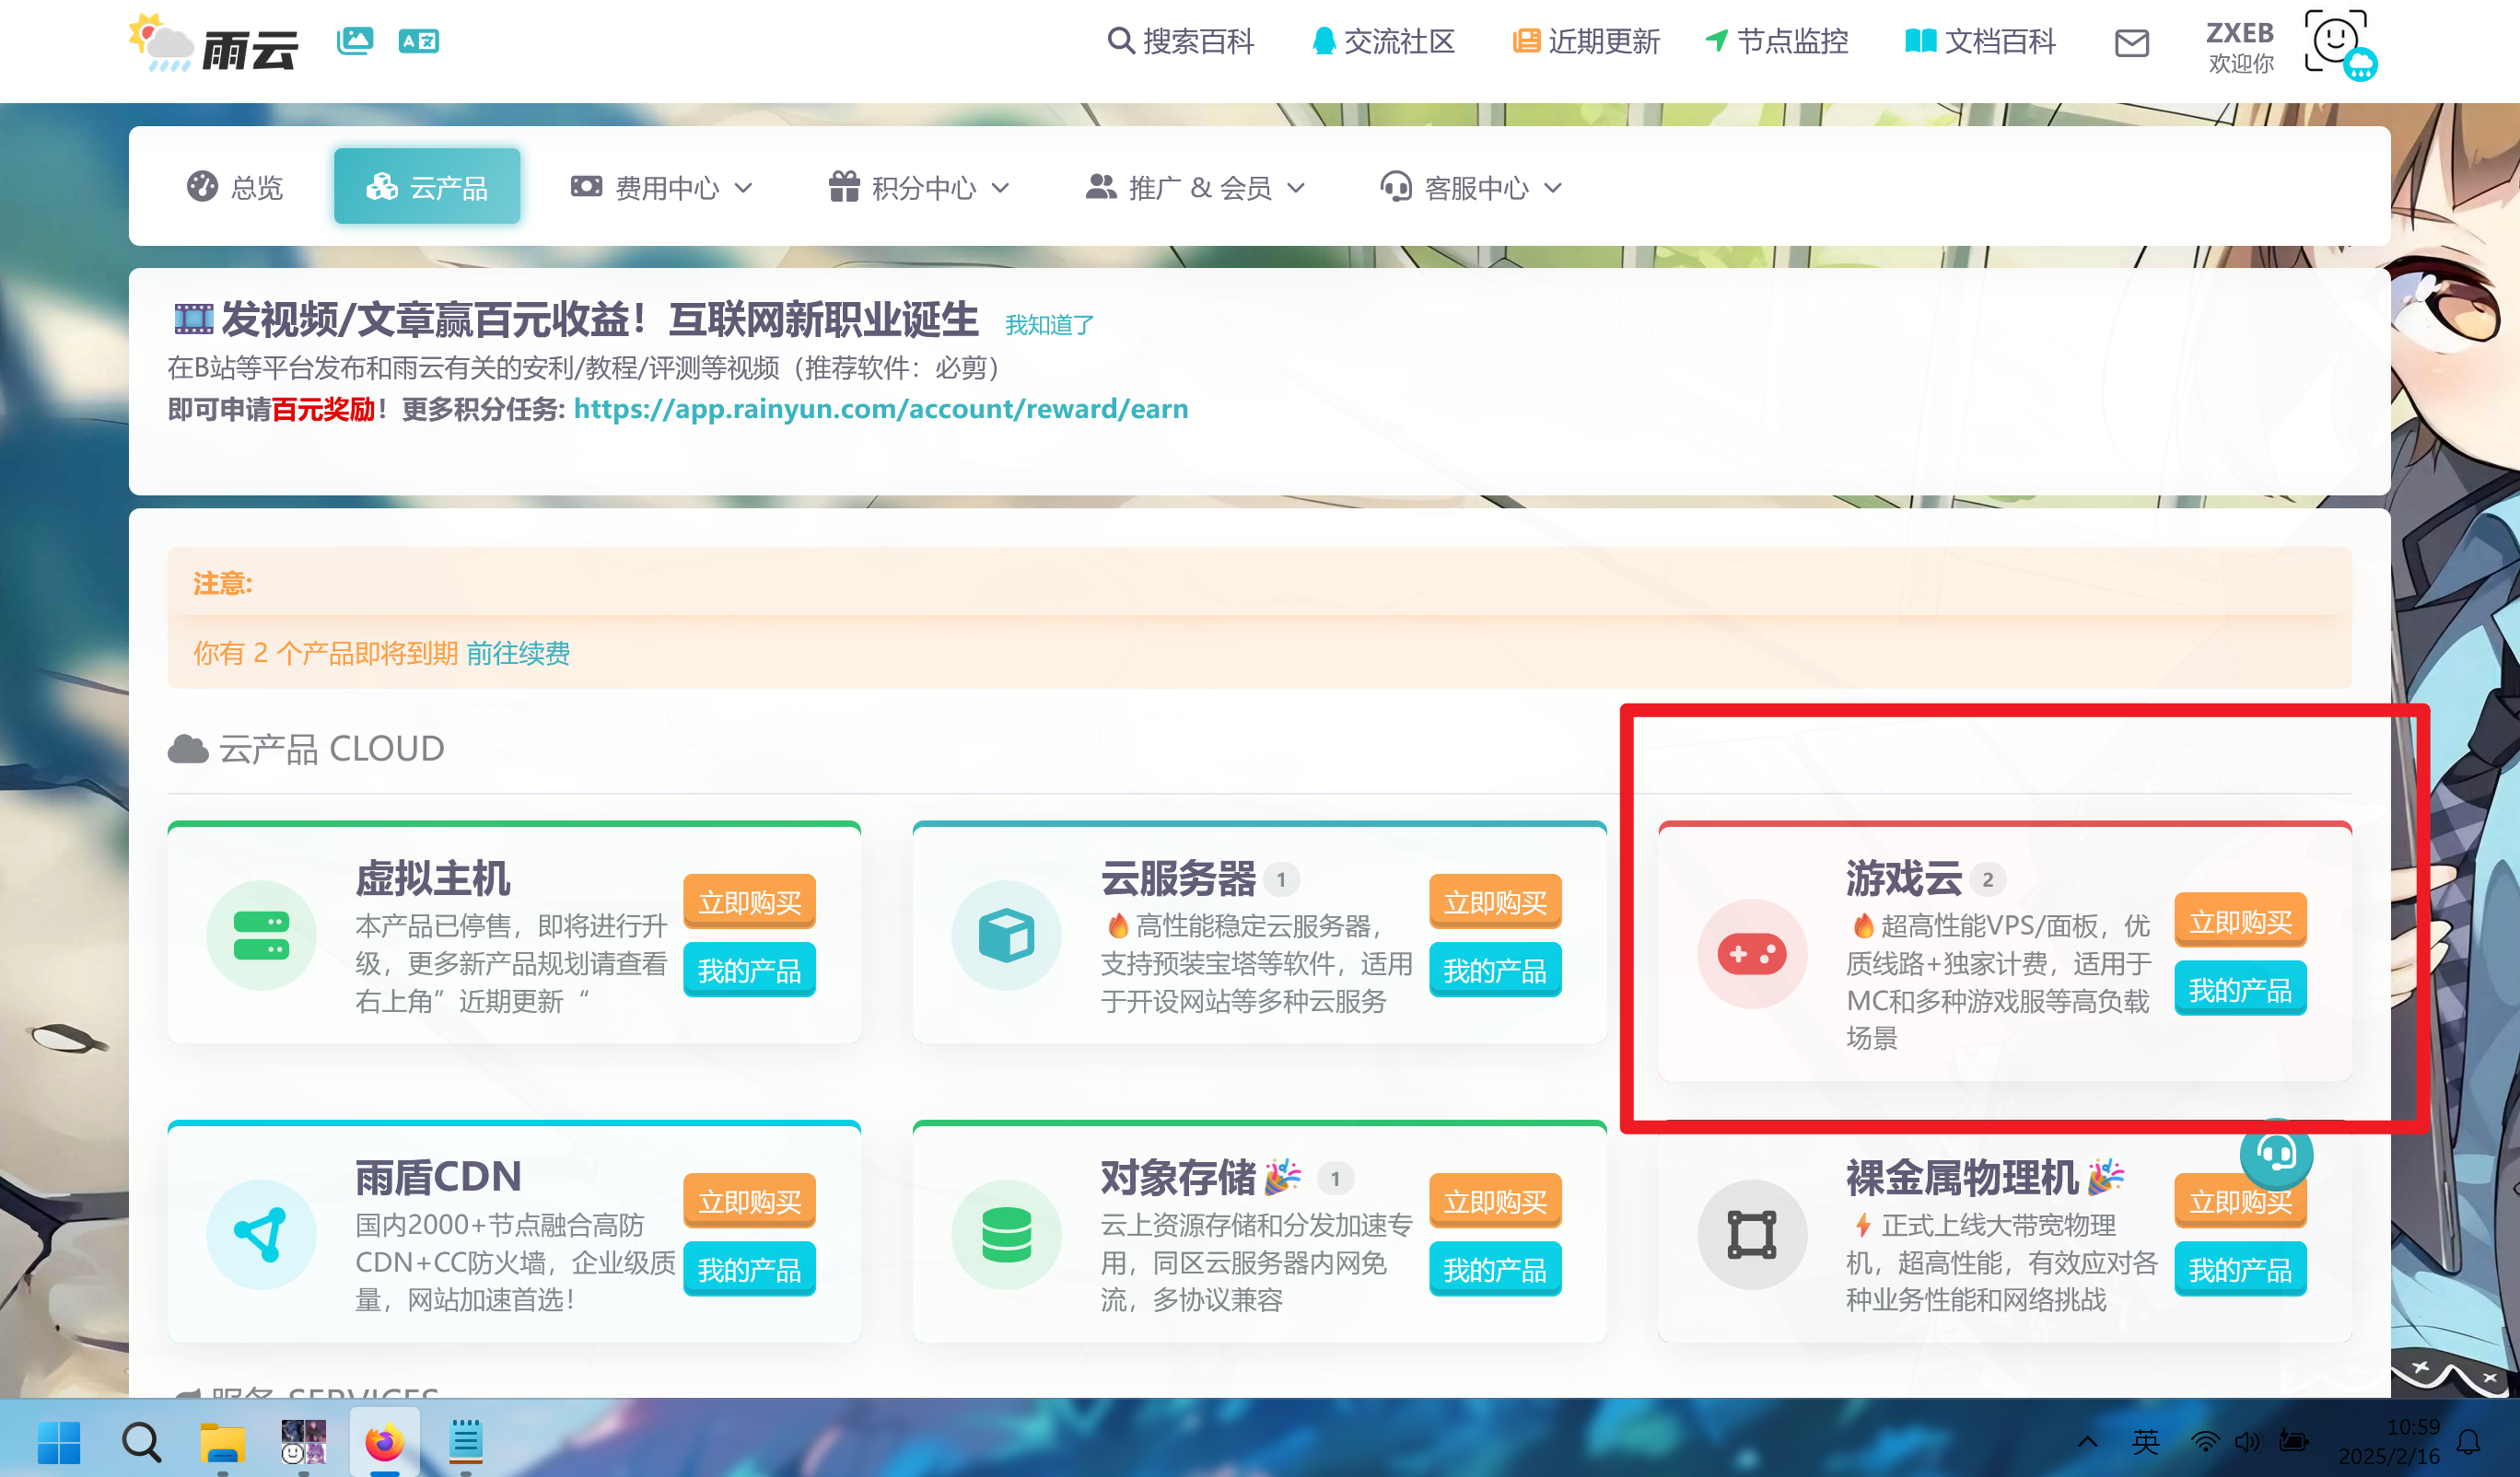 雨云
搜索百科
交流社区
近期更新
节点监控
文档百科
ZXEB
欢迎你
总览
云产品
费用中心
积分中心
推广 & 会员
客服中心
发视频/文章赢百元收益！互联网新职业诞生 我知道了
在B站等平台发布和雨云有关的安利/教程/评测等视频（推荐软件：必剪）
即可申请百元奖励！更多积分任务: https://app.rainyun.com/account/reward/earn
注意:
你有 2 个产品即将到期 前往续费
云产品 CLOUD
虚拟主机
本产品已停售，即将进行升
级，更多新产品规划请查看
右上角”近期更新“
立即购买
我的产品
云服务器 1
🔥高性能稳定云服务器，
支持预装宝塔等软件，适用
于开设网站等多种云服务
立即购买
我的产品
游戏云 2
🔥超高性能VPS/面板，优
质线路+独家计费，适用于
MC和多种游戏服等高负载
场景
立即购买
我的产品
雨盾CDN
国内2000+节点融合高防
CDN+CC防火墙，企业级质
量，网站加速首选！
立即购买
我的产品
对象存储🎉 1
云上资源存储和分发加速专
用，同区云服务器内网免
流，多协议兼容
立即购买
我的产品
裸金属物理机🎉
⚡正式上线大带宽物理
机，超高性能，有效应对各
种业务性能和网络挑战
立即购买
我的产品
服务 SERVICES
英
10:59
2025/2/16